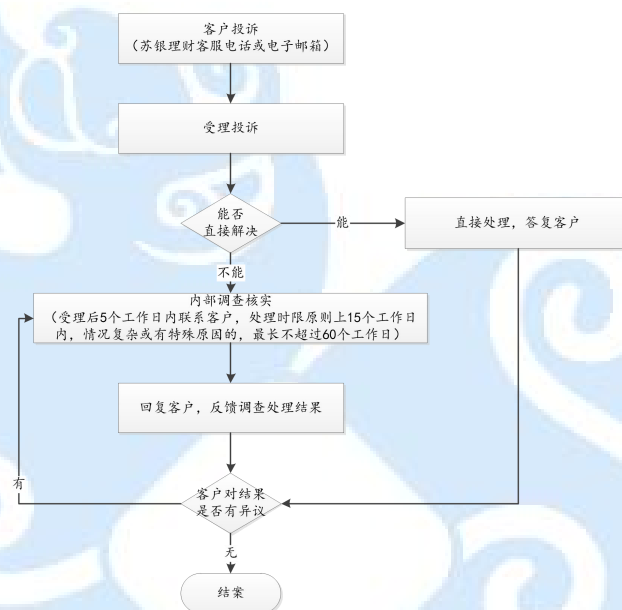 客户投诉
（苏银理财客服电话或电子邮箱）
受理投诉
能否
直接解决
能
直接处理，答复客户
不能
内部调查核实
（受理后5个工作日内联系客户，处理时限原则上15个工作日
内，情况复杂或有特殊原因的，最长不超过60个工作日）
回复客户，反馈调查处理结果
有
客户对结果
是否有异议
无
结案